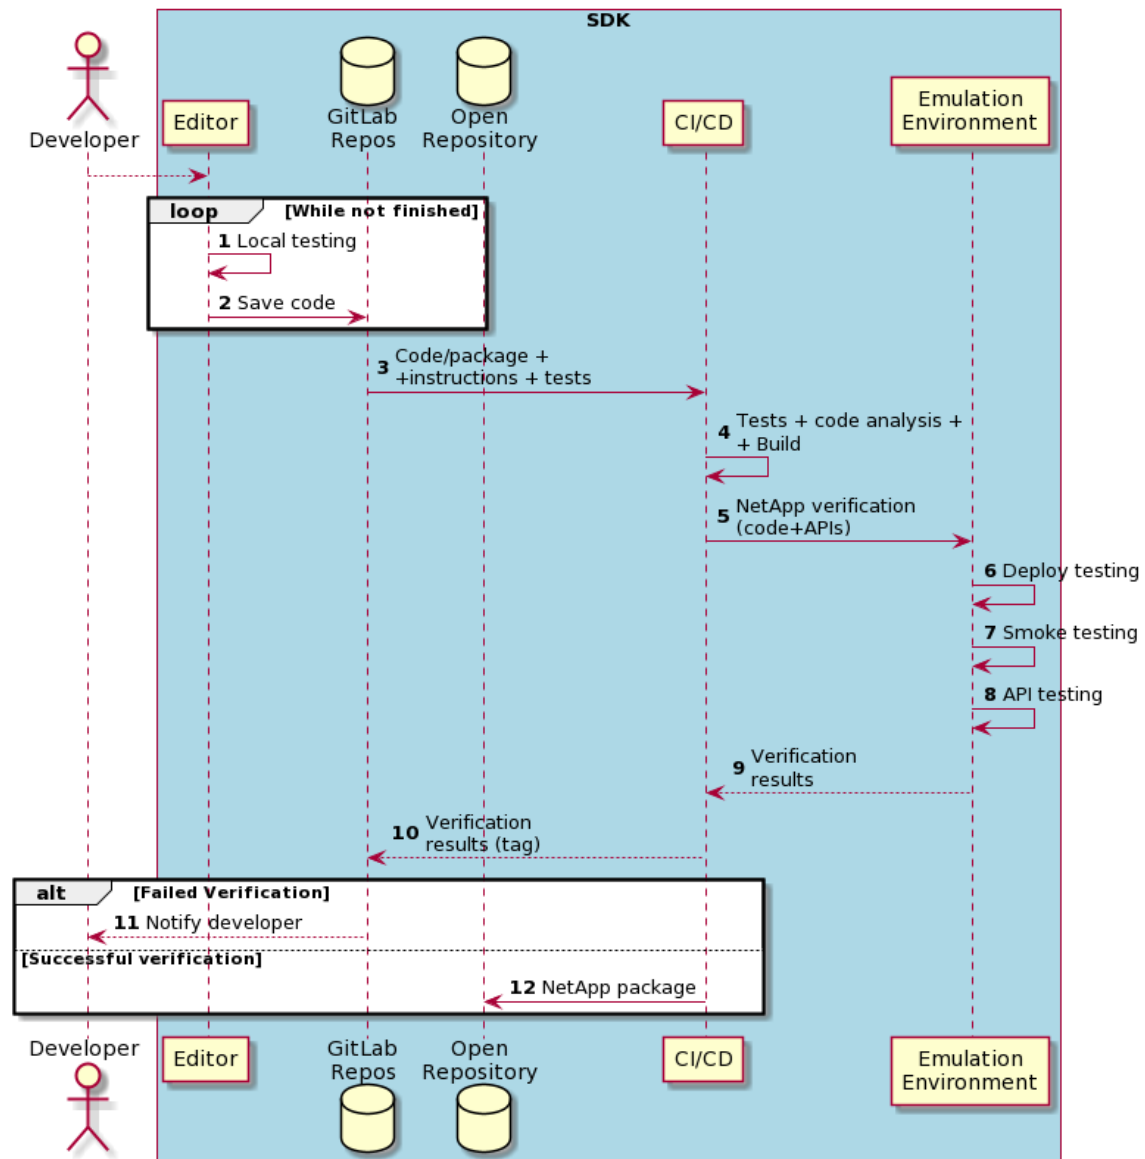 SDK
Developer
Editor
GitLab
Repos
Open
Repository
CI/CD
Emulation
Environment
loop [While not finished]
1 Local testing
2 Save code
3 Code/package +
+instructions + tests
4 Tests + code analysis +
+ Build
5 NetApp verification
(code+APIs)
6 Deploy testing
7 Smoke testing
8 API testing
9 Verification
results
10 Verification
results (tag)
alt [Failed Verification]
11 Notify developer
[Successful verification]
12 NetApp package
Developer
Editor
GitLab
Repos
Open
Repository
CI/CD
Emulation
Environment